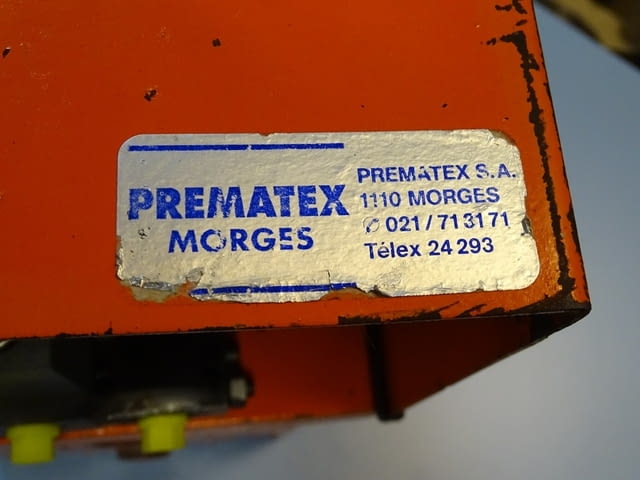 PREMATEX
MORGES
PREMATEX S.A.
1110 MORGES
✆ 021/71 31 71
Télex 24 293